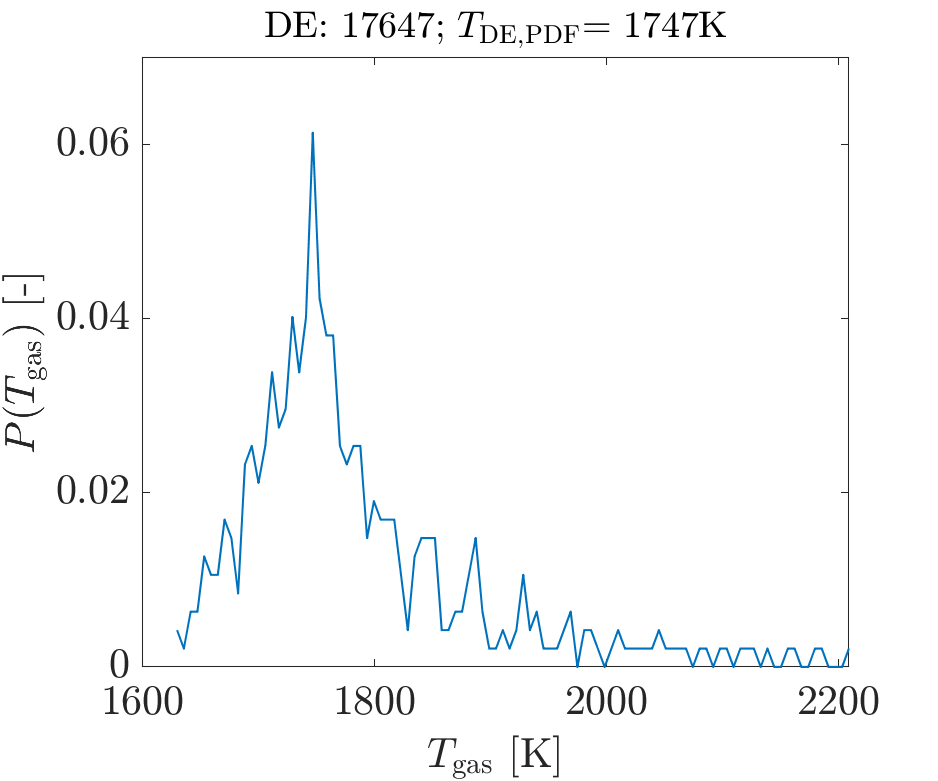 DE: 17647; T_DE,PDF= 1747K
0.06
0.04
0.02
0
P(T_gas) [-]
1600 1800 2000 2200
T_gas [K]